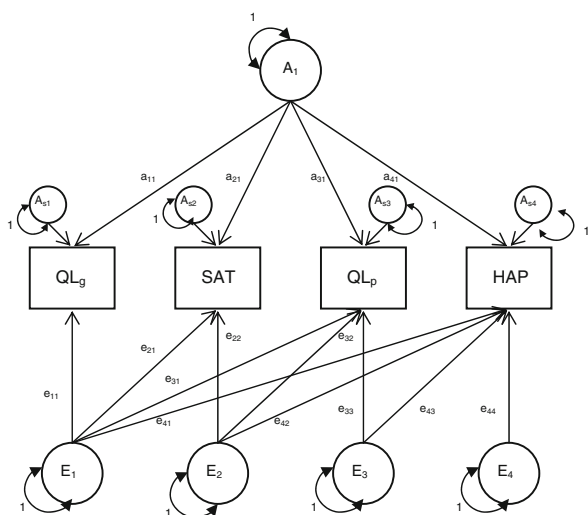 1
A1
a11
a21
a31
a41
As1
As2
As3
As4
1
1
1
1
QLg
SAT
QLp
HAP
e11
e21
e31
e41
e22
e32
e42
e33
e43
e44
E1
E2
E3
E4
1
1
1
1